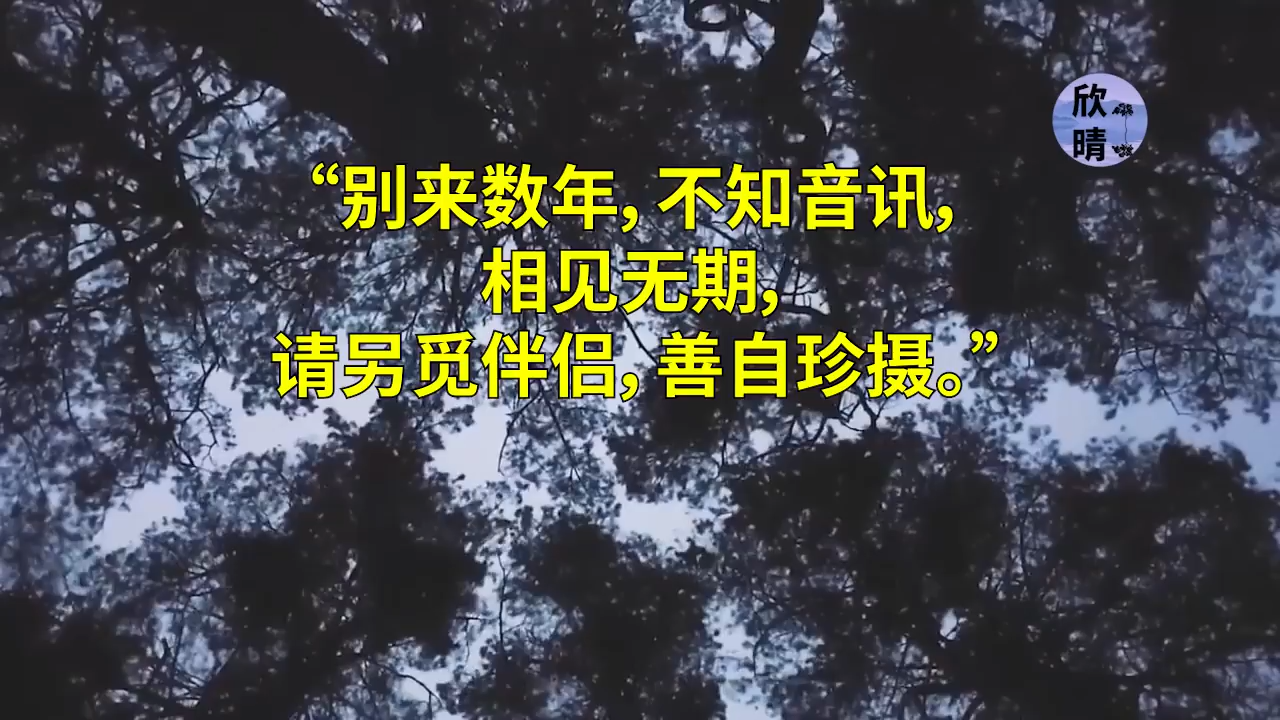 欣
晴
“别来数年，不知音讯，
相见无期，
请另觅伴侣，善自珍摄。”